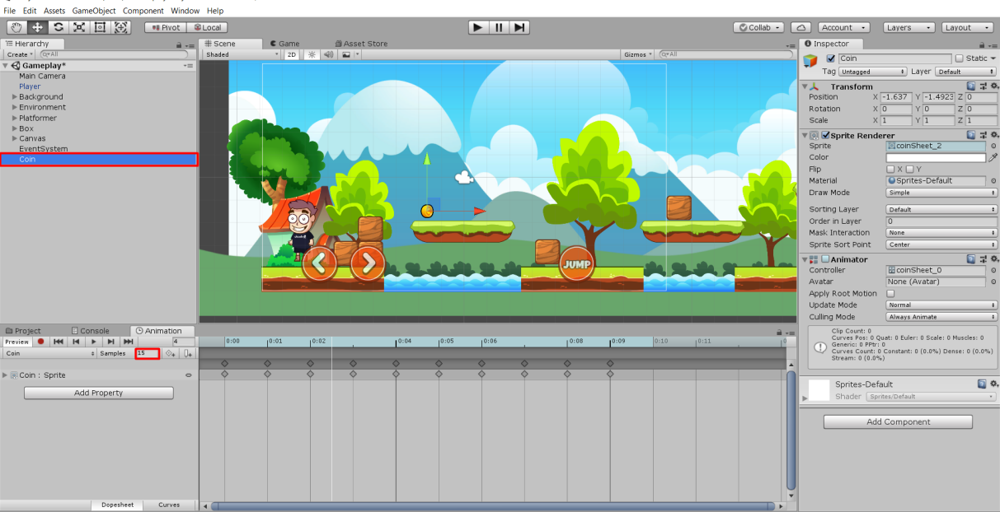 File Edit Assets GameObject Component Window Help
Pivot Local Collab Account Layers Layout
Hierarchy
Create All
Gameplay*
Main Camera
Player
Background
Environment
Platformer
Box
Canvas
EventSystem
Coin
Scene Game Asset Store
Shaded 2D Gizmos All
JUMP
Inspector
Coin Static
Tag Untagged Layer Default
Transform
Position X -1.637 Y -1.4923 Z 0
Rotation X 0 Y 0 Z 0
Scale X 1 Y 1 Z 1
Sprite Renderer
Sprite coinSheet_2
Color
Flip X Y
Material Sprites-Default
Draw Mode Simple
Sorting Layer Default
Order in Layer 0
Mask Interaction None
Sprite Sort Point Center
Animator
Controller coinSheet_0
Avatar None (Avatar)
Apply Root Motion
Update Mode Normal
Culling Mode Always Animate
Clip Count: 0
Curves Pos: 0 Quat: 0 Euler: 0 Scale: 0 Muscles: 0
Generic: 0 PPtr: 0
Curves Count: 0 Constant: 0 (0.0%) Dense: 0 (0.0%)
Stream: 0 (0.0%)
Sprites-Default
Shader Sprites/Default
Add Component
Project Console Animation
Preview 4
Coin Samples 15
0:00 0:01 0:02 0:04 0:05 0:06 0:08 0:09 0:10 0:11
Coin : Sprite
Add Property
Dopesheet Curves